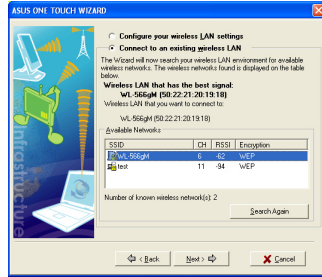 ASUS ONE TOUCH WIZARD
Configure your wireless LAN settings
Connect to an existing wireless LAN
The Wizard will now search your wireless LAN environment for available
wireless networks. The wireless networks found is displayed on the table
below.
Wireless LAN that has the best signal:
WL-566gM (50:22:21:20:19:18)
Wireless LAN that you want to connect to:
WL-566gM (50:22:21:20:19:18)
Available Networks
SSID CH RSSI Encryption
WL-566gM 6 -62 WEP
test 11 -94 WEP
Number of known wireless network(s): 2
Search Again
Infrastructure
< Back Next > Cancel